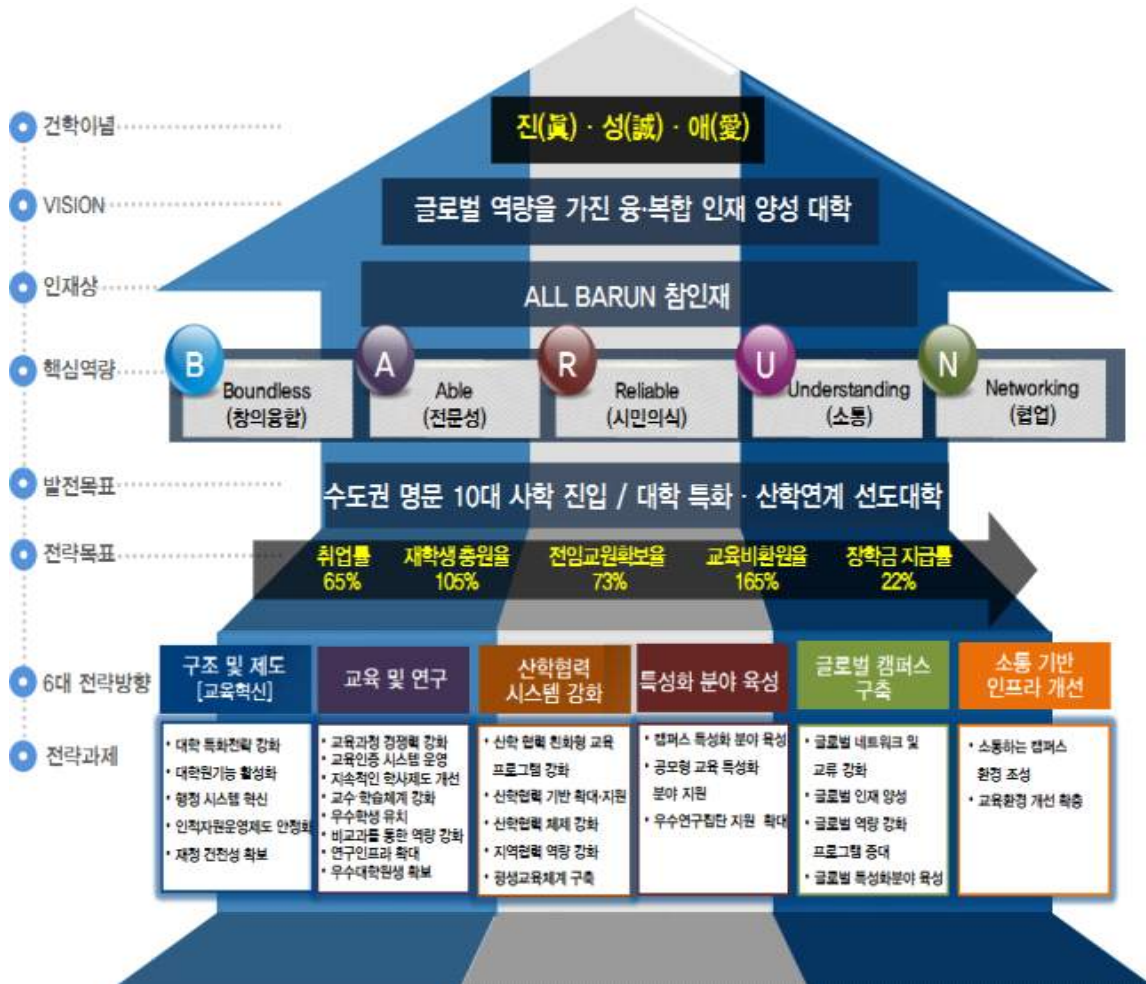 건학이념
진(眞) · 성(誠) · 애(愛)
VISION
글로벌 역량을 가진 융·복합 인재 양성 대학
인재상
ALL BARUN 참인재
핵심역량
B
Boundless
(창의융합)
A
Able
(전문성)
R
Reliable
(시민의식)
U
Understanding
(소통)
N
Networking
(협업)
발전목표
수도권 명문 10대 사학 진입 / 대학 특화 · 산학연계 선도대학
전략목표
취업률
65%
재학생 충원율
105%
전임교원확보율
73%
교육비환원율
165%
장학금 지급률
22%
6대 전략방향
구조 및 제도
[교육혁신]
교육 및 연구
산학협력
시스템 강화
특성화 분야 육성
글로벌 캠퍼스
구축
소통 기반
인프라 개선
전략과제
• 대학 특화전략 강화
• 대학원기능 활성화
• 행정 시스템 혁신
• 인적자원운영제도 안정화
• 재정 건전성 확보
• 교육과정 경쟁력 강화
• 교육인증 시스템 운영
• 지속적인 학사제도 개선
• 교수·학습체계 강화
• 우수학생 유치
• 비교과를 통한 역량 강화
• 연구인프라 확대
• 우수대학원생 확보
• 산학 협력 친화형 교육
프로그램 강화
• 산학협력 기반 확대·지원
• 산학협력 체제 강화
• 지역협력 역량 강화
• 평생교육체계 구축
• 캠퍼스 특성화 분야 육성
• 공모형 교육 특성화
분야 지원
• 우수연구집단 지원 확대
• 글로벌 네트워크 및
교류 강화
• 글로벌 인재 양성
• 글로벌 역량 강화
프로그램 증대
• 글로벌 특성화분야 육성
• 소통하는 캠퍼스
환경 조성
• 교육환경 개선 확충